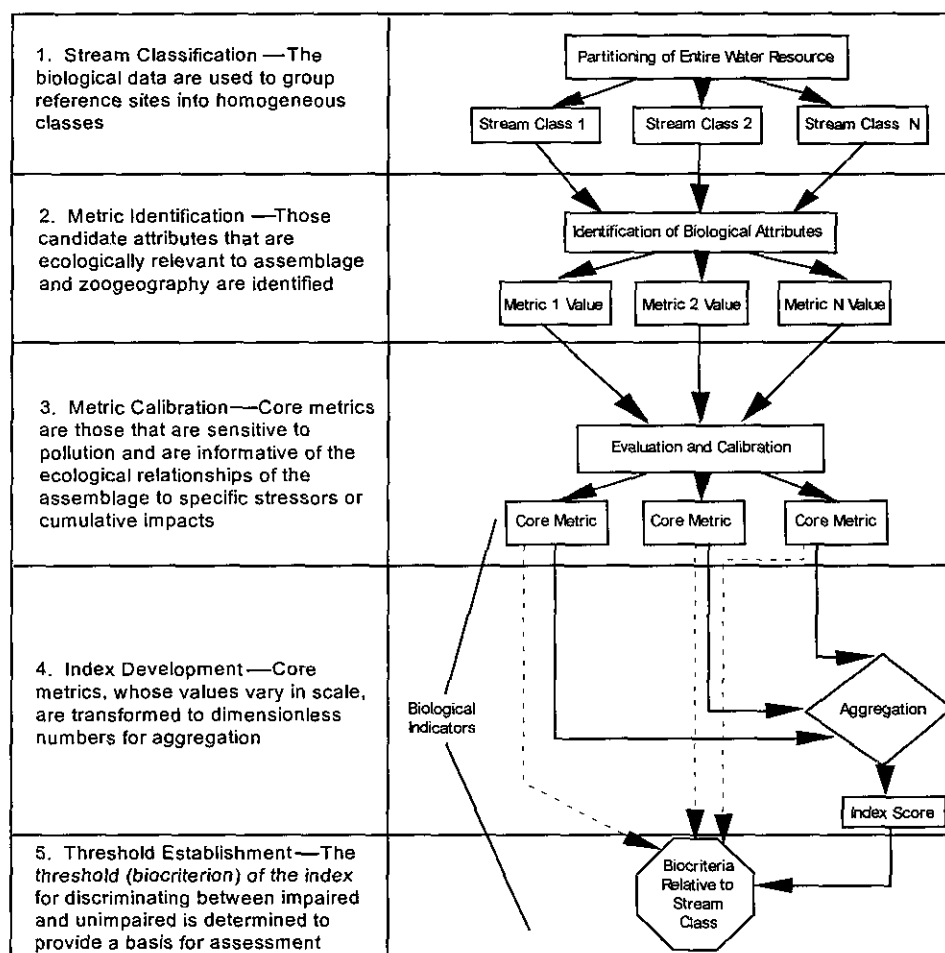 1. Stream Classification —The
biological data are used to group
reference sites into homogeneous
classes
Partitioning of Entire Water Resource
Stream Class 1
Stream Class 2
Stream Class N
2. Metric Identification —Those
candidate attributes that are
ecologically relevant to assemblage
and zoogeography are identified
Identification of Biological Attributes
Metric 1 Value
Metric 2 Value
Metric N Value
3. Metric Calibration—Core metrics
are those that are sensitive to
pollution and are informative of the
ecological relationships of the
assemblage to specific stressors or
cumulative impacts
Evaluation and Calibration
Core Metric
Core Metric
Core Metric
4. Index Development —Core
metrics, whose values vary in scale,
are transformed to dimensionless
numbers for aggregation
Biological
Indicators
Aggregation
Index Score
5. Threshold Establishment—The
threshold (biocriterion) of the index
for discriminating between impaired
and unimpaired is determined to
provide a basis for assessment
Biocriteria
Relative to
Stream
Class